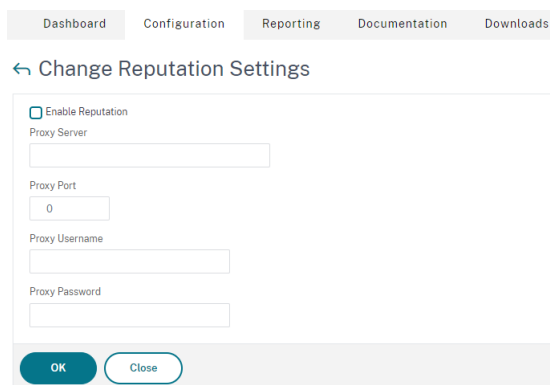 Dashboard Configuration Reporting Documentation Downloads
Change Reputation Settings
Enable Reputation
Proxy Server
Proxy Port
0
Proxy Username
Proxy Password
OK Close